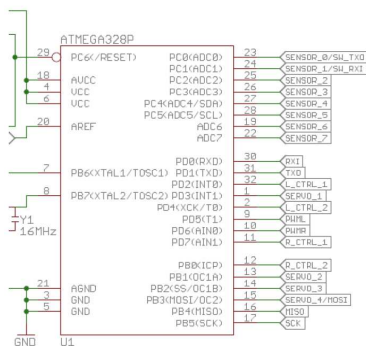 ATMEGA328P
29 PC6(/RESET) PC0(ADC0) 23 SENSOR_0/SW_TXO
PC1(ADC1) 24 SENSOR_1/SW_RXI
18 AVCC PC2(ADC2) 25 SENSOR_2
4 VCC PC3(ADC3) 26 SENSOR_3
6 VCC PC4(ADC4/SDA) 27 SENSOR_4
PC5(ADC5/SCL) 28 SENSOR_5
20 AREF ADC6 19 SENSOR_6
ADC7 22 SENSOR_7
PD0(RXD) 30 RXI
7 PB6(XTAL1/TOSC1) PD1(TXD) 31 TXO
PD2(INT0) 32 L_CTRL_1
8 PB7(XTAL2/TOSC2) PD3(INT1) 1 SERVO_1
PD4(XCK/T0) 2 L_CTRL_2
Y1 PD5(T1) 9 PWML
16MHz PD6(AIN0) 10 PWMR
PD7(AIN1) 11 R_CTRL_1
PB0(ICP) 12 R_CTRL_2
PB1(OC1A) 13 SERVO_2
21 AGND PB2(SS/OC1B) 14 SERVO_3
3 GND PB3(MOSI/OC2) 15 SERVO_4/MOSI
5 GND PB4(MISO) 16 MISO
PB5(SCK) 17 SCK
GND U1